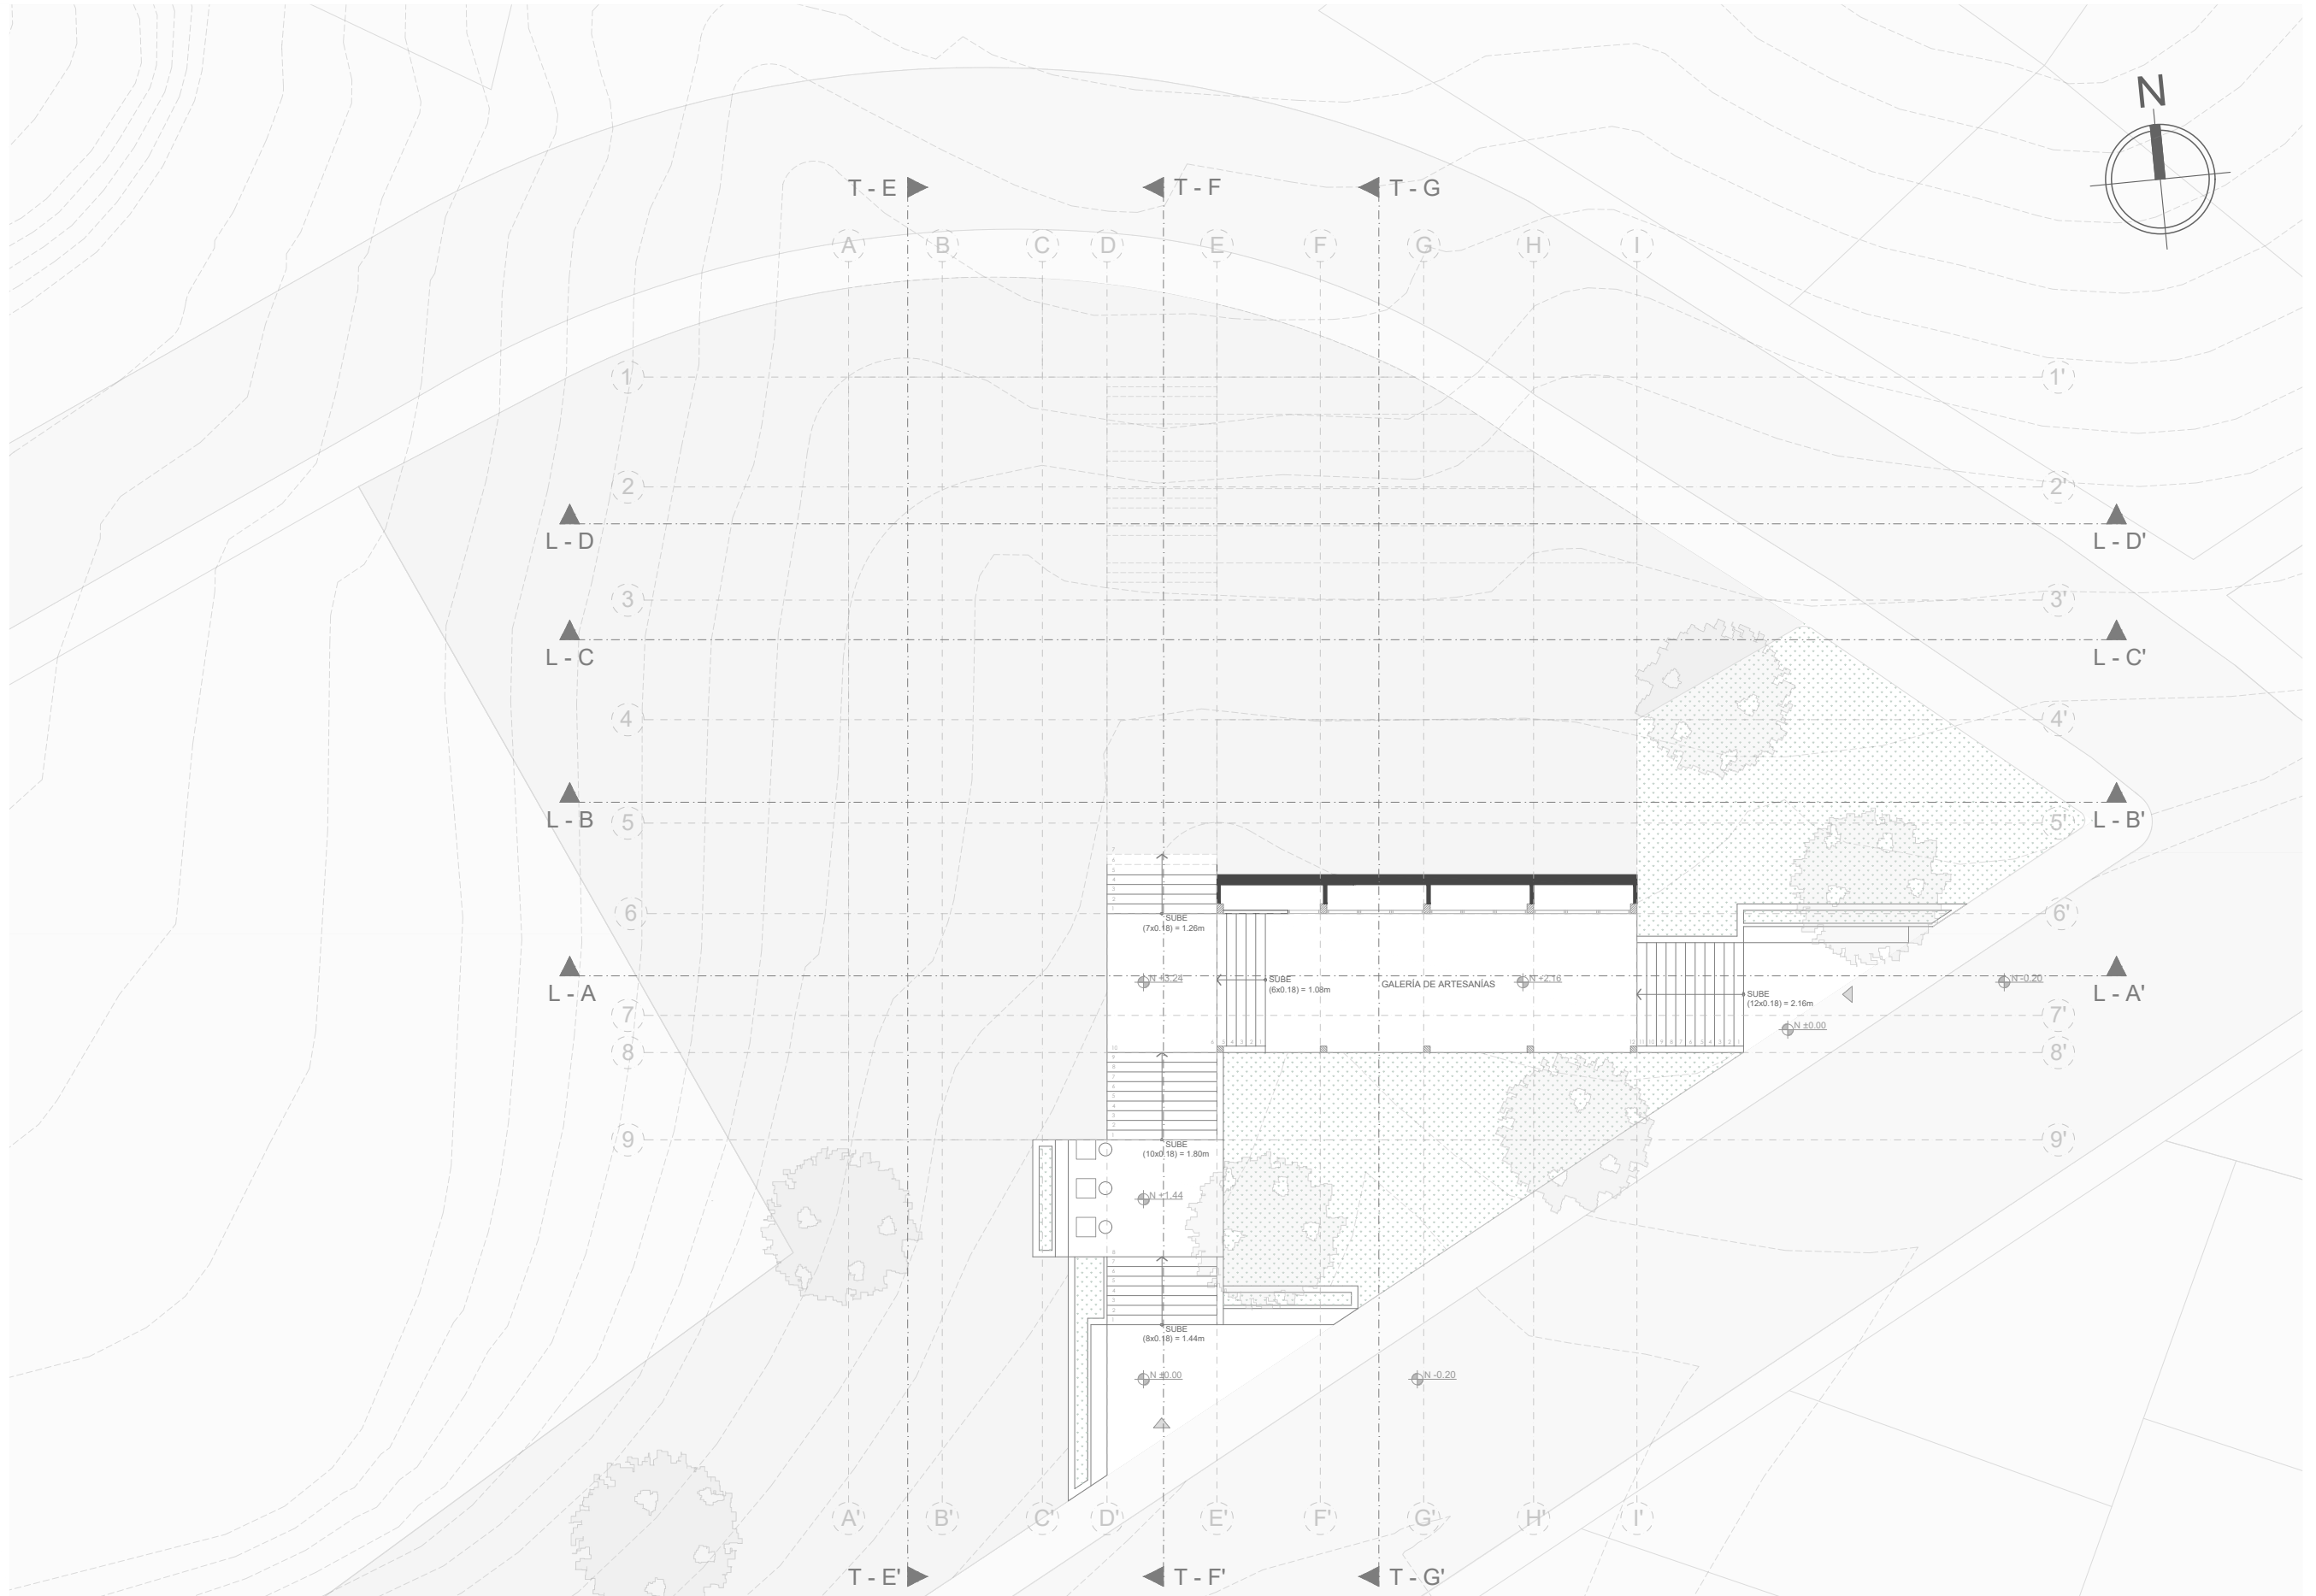 N
T - E
T - F
T - G
A
B
C
D
E
F
G
H
I
1
1'
2
2'
L - D
L - D'
3
3'
L - C
L - C'
4
4'
L - B
L - B'
5
5'
6
6'
SUBE
(7x0.18) = 1.26m
N +3.24
SUBE
(6x0.18) = 1.08m
GALERÍA DE ARTESANÍAS
N +2.16
SUBE
(12x0.18) = 2.16m
N -0.20
L - A
L - A'
7
7'
N ±0.00
8
8'
9
9'
SUBE
(10x0.18) = 1.80m
N +1.44
SUBE
(8x0.18) = 1.44m
N ±0.00
N -0.20
A'
B'
C'
D'
E'
F'
G'
H'
I'
T - E'
T - F'
T - G'